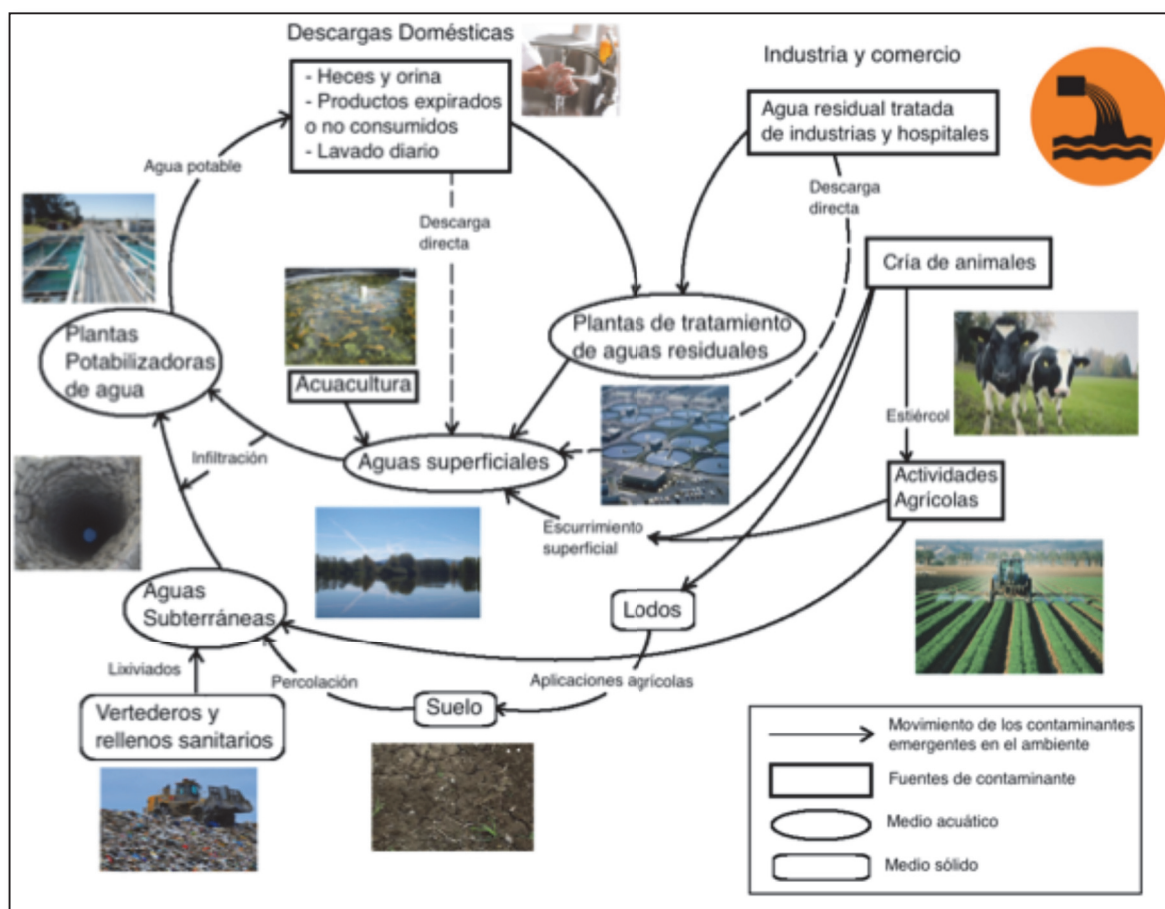 Descargas Domésticas
- Heces y orina
- Productos expirados
o no consumidos
- Lavado diario
Industria y comercio
Agua residual tratada
de industrias y hospitales
Agua potable
Descarga
directa
Descarga
directa
Cría de animales
Plantas
Potabilizadoras
de agua
Plantas de tratamiento
de aguas residuales
Acuacultura
Estiércol
Infiltración
Aguas superficiales
Actividades
Agrícolas
Escurrimiento
superficial
Aguas
Subterráneas
Lodos
Lixiviados
Percolación
Aplicaciones agrícolas
Vertederos y
rellenos sanitarios
Suelo
Movimiento de los contaminantes
emergentes en el ambiente
Fuentes de contaminante
Medio acuático
Medio sólido